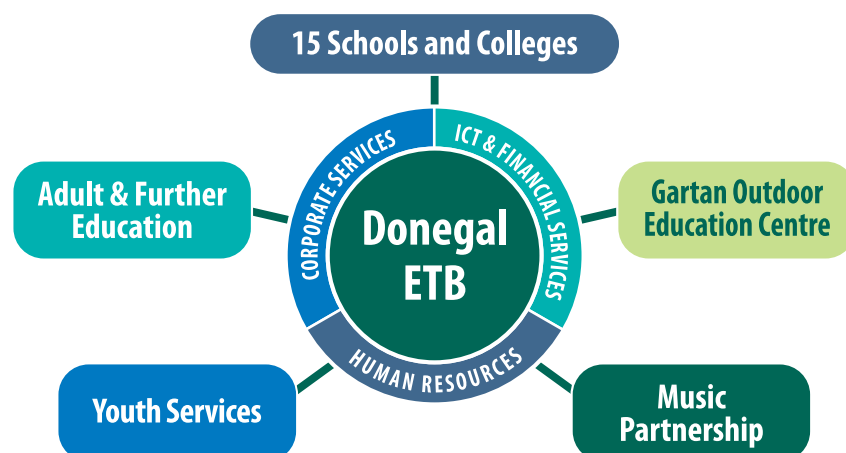 15 Schools and Colleges
CORPORATE SERVICES
ICT & FINANCIAL SERVICES
Adult & Further
Education
Donegal
ETB
Gartan Outdoor
Education Centre
HUMAN RESOURCES
Youth Services
Music
Partnership